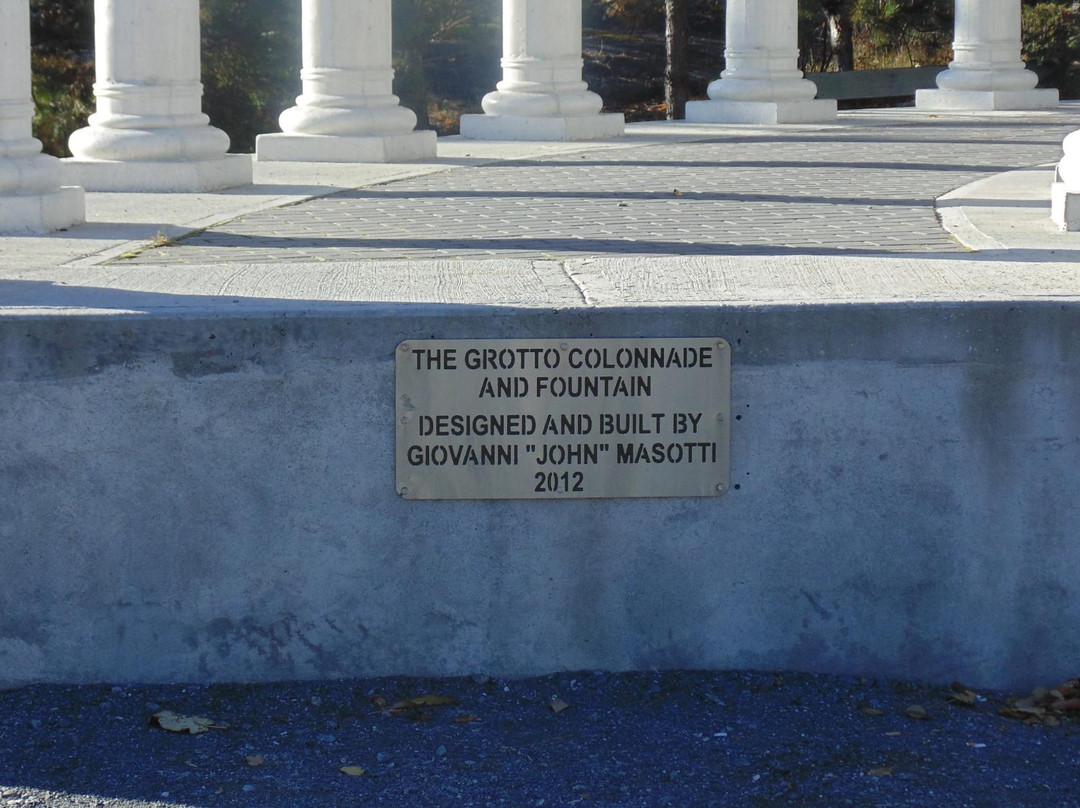 THE GROTTO COLONNADE
AND FOUNTAIN
DESIGNED AND BUILT BY
GIOVANNI "JOHN" MASOTTI
2012